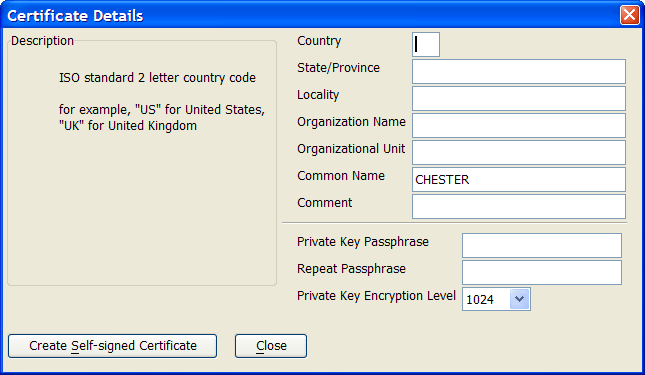 Certificate Details
Description
ISO standard 2 letter country code
for example, "US" for United States,
"UK" for United Kingdom
Country
State/Province
Locality
Organization Name
Organizational Unit
Common Name CHESTER
Comment
Private Key Passphrase
Repeat Passphrase
Private Key Encryption Level 1024
Create Self-signed Certificate Close